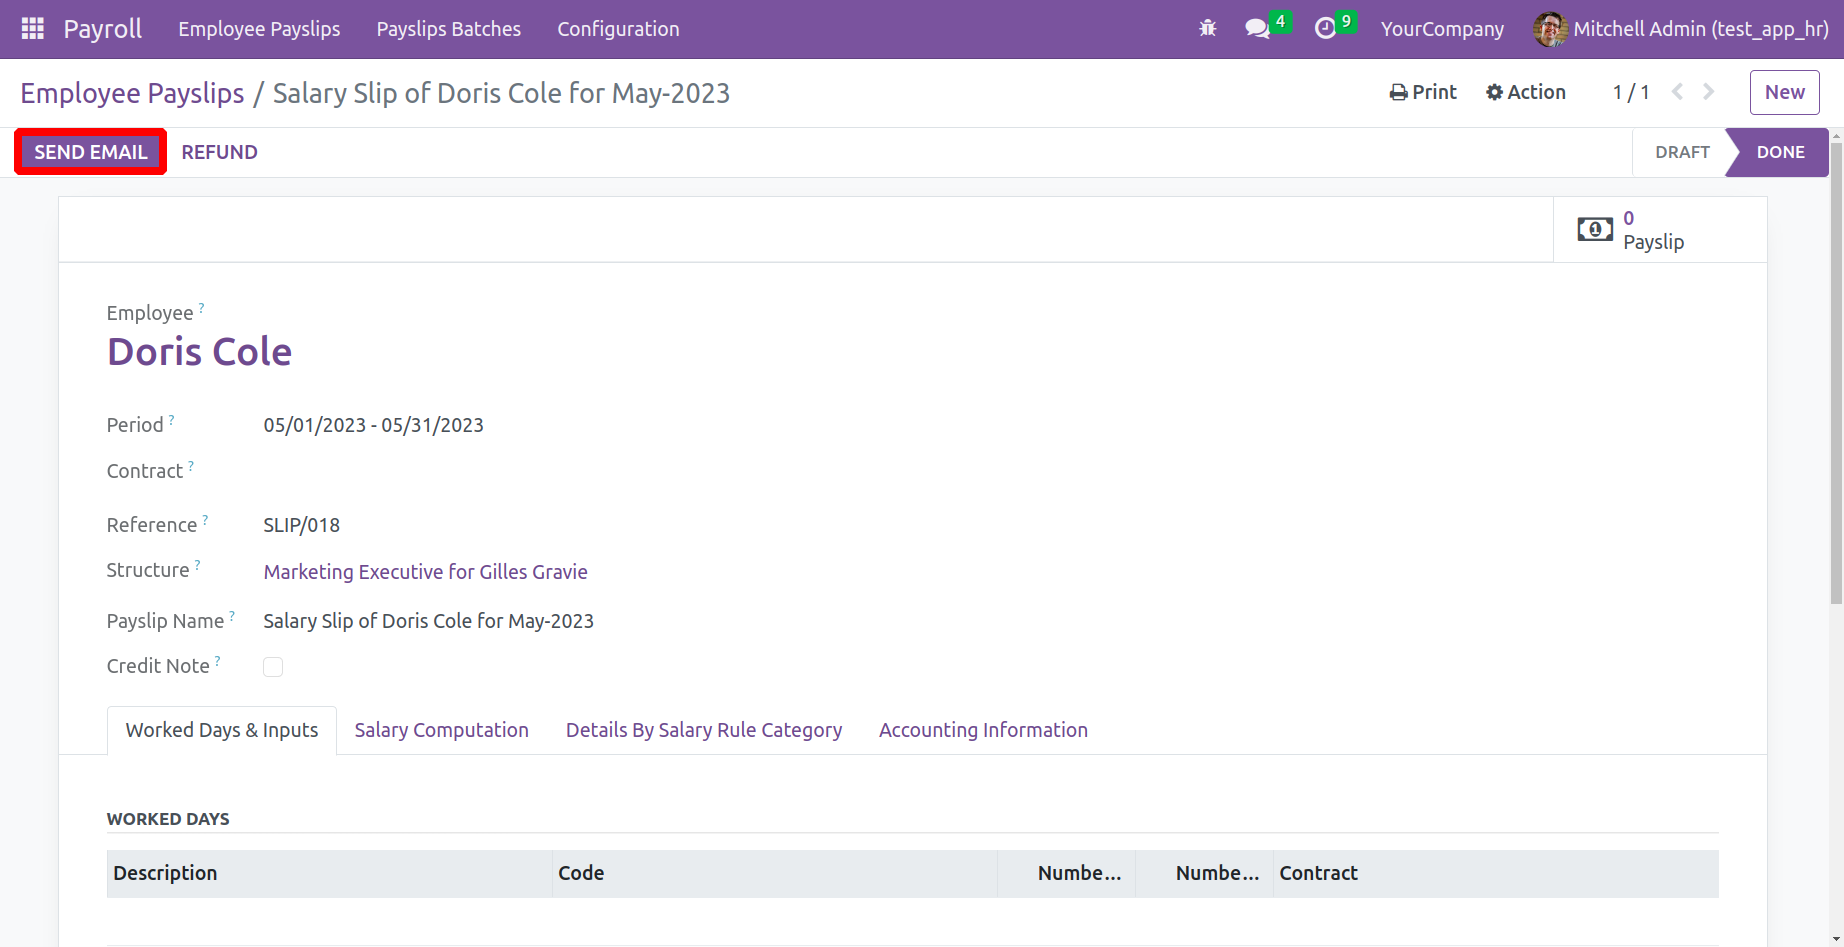 Payroll Employee Payslips Payslips Batches Configuration 4 9 YourCompany Mitchell Admin (test_app_hr)
Employee Payslips / Salary Slip of Doris Cole for May-2023 Print Action 1 / 1 New
SEND EMAIL REFUND DRAFT DONE
0
Payslip
Employee ?
Doris Cole
Period ? 05/01/2023 - 05/31/2023
Contract ?
Reference ? SLIP/018
Structure ? Marketing Executive for Gilles Gravie
Payslip Name ? Salary Slip of Doris Cole for May-2023
Credit Note ?
Worked Days & Inputs Salary Computation Details By Salary Rule Category Accounting Information
WORKED DAYS
Description Code Numbe... Numbe... Contract